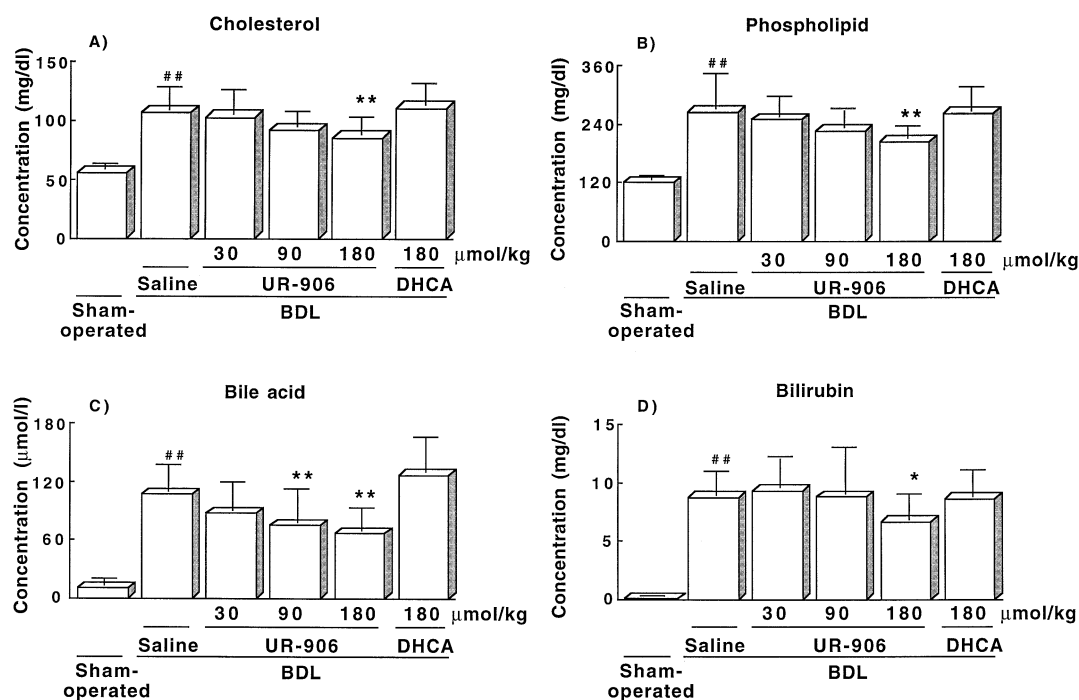 Cholesterol
A)
Concentration (mg/dl)
150
100
50
0
##
**
30 90 180 180 μmol/kg
Saline UR-906 DHCA
Sham-
operated
BDL
Phospholipid
B)
Concentration (mg/dl)
360
240
120
0
##
**
30 90 180 180 μmol/kg
Saline UR-906 DHCA
Sham-
operated
BDL
Bile acid
C)
Concentration (μmol/l)
180
120
60
0
##
**
**
30 90 180 180 μmol/kg
Saline UR-906 DHCA
BDL
Sham-
operated
Bilirubin
D)
Concentration (mg/dl)
15
10
5
0
##
*
30 90 180 180 μmol/kg
Saline UR-906 DHCA
BDL
Sham-
operated